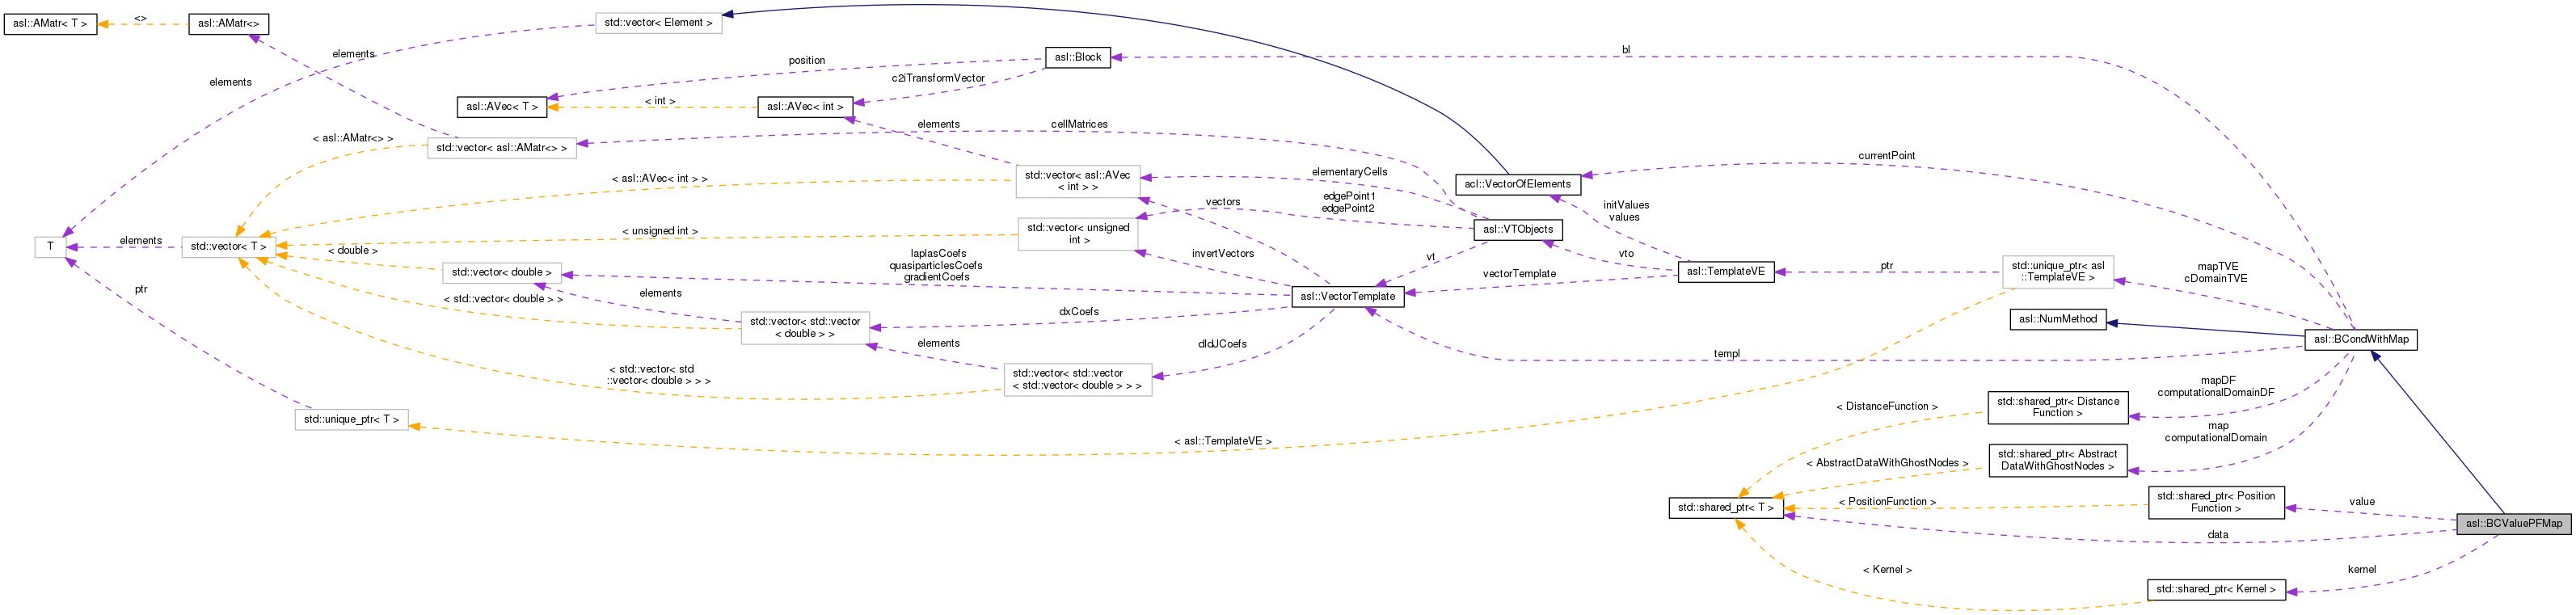 asl::AMatr< T >
<>
asl::AMatr<>
std::vector< Element >
elements
elements
asl::Block
bl
position
c2iTransformVector
asl::AVec< T >
< int >
asl::AVec< int >
< asl::AMatr<> >
std::vector< asl::AMatr<> >
elements
cellMatrices
currentPoint
< asl::AVec< int > >
std::vector< asl::AVec
< int > >
elementaryCells
acl::VectorOfElements
vectors
edgePoint1
edgePoint2
initValues
values
< unsigned int >
std::vector< unsigned
int >
asl::VTObjects
T
elements
std::vector< T >
< double >
laplasCoefs
quasiparticlesCoefs
gradientCoefs
invertVectors
vt
vto
std::vector< double >
vectorTemplate
asl::TemplateVE
ptr
std::unique_ptr< asl
::TemplateVE >
mapTVE
cDomainTVE
ptr
elements
< std::vector< double > >
asl::VectorTemplate
std::vector< std::vector
< double > >
dxCoefs
asl::NumMethod
asl::BCondWithMap
elements
dldJCoefs
templ
< std::vector< std
::vector< double > > >
std::vector< std::vector
< std::vector< double > > >
mapDF
computationalDomainDF
std::unique_ptr< T >
< asl::TemplateVE >
< DistanceFunction >
std::shared_ptr< Distance
Function >
map
computationalDomain
< AbstractDataWithGhostNodes >
std::shared_ptr< Abstract
DataWithGhostNodes >
std::shared_ptr< T >
< PositionFunction >
std::shared_ptr< Position
Function >
value
asl::BCValuePFMap
data
< Kernel >
kernel
std::shared_ptr< Kernel >